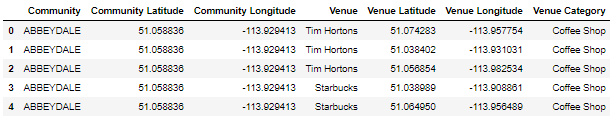 Community Community Latitude Community Longitude Venue Venue Latitude Venue Longitude Venue Category
0 ABBEYDALE 51.058836 -113.929413 Tim Hortons 51.074283 -113.957754 Coffee Shop
1 ABBEYDALE 51.058836 -113.929413 Tim Hortons 51.038402 -113.931031 Coffee Shop
2 ABBEYDALE 51.058836 -113.929413 Tim Hortons 51.056854 -113.982534 Coffee Shop
3 ABBEYDALE 51.058836 -113.929413 Starbucks 51.038989 -113.908861 Coffee Shop
4 ABBEYDALE 51.058836 -113.929413 Starbucks 51.064950 -113.956489 Coffee Shop